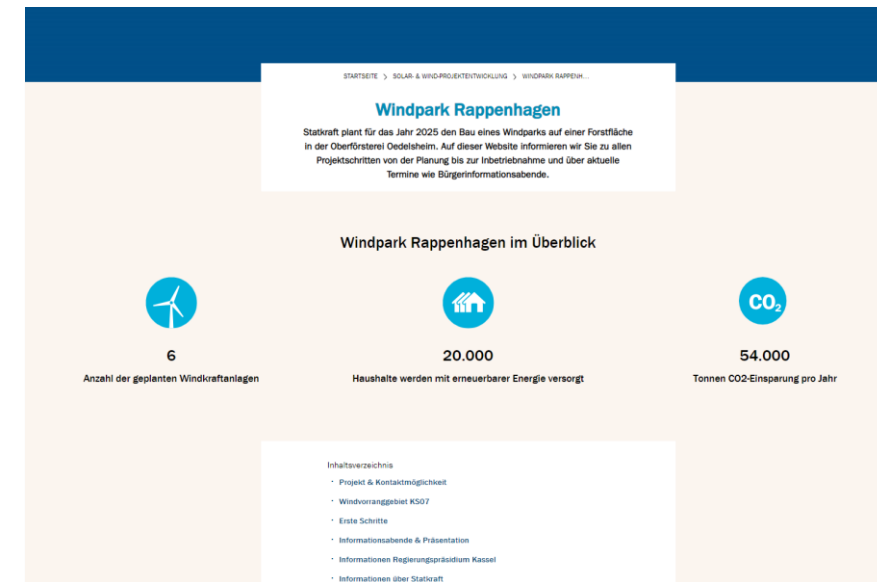 STARTSEITE > SOLAR- & WIND-PROJEKTENTWICKLUNG > WINDPARK RAPPENH...
Windpark Rappenhagen
Statkraft plant für das Jahr 2025 den Bau eines Windparks auf einer Forstfläche
in der Oberförsterei Oedelsheim. Auf dieser Website informieren wir Sie zu allen
Projektschritten von der Planung bis zur Inbetriebnahme und über aktuelle
Termine wie Bürgerinformationsabende.
Windpark Rappenhagen im Überblick
6
Anzahl der geplanten Windkraftanlagen
20.000
Haushalte werden mit erneuerbarer Energie versorgt
CO₂
54.000
Tonnen CO2-Einsparung pro Jahr
Inhaltsverzeichnis
· Projekt & Kontaktmöglichkeit
· Windvorranggebiet KS07
· Erste Schritte
· Informationsabende & Präsentation
· Informationen Regierungspräsidium Kassel
· Informationen über Statkraft